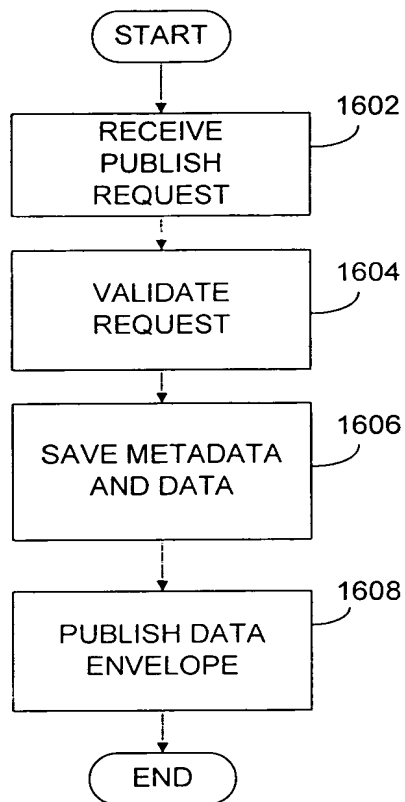 START
1602
RECEIVE
PUBLISH
REQUEST
1604
VALIDATE
REQUEST
1606
SAVE METADATA
AND DATA
1608
PUBLISH DATA
ENVELOPE
END